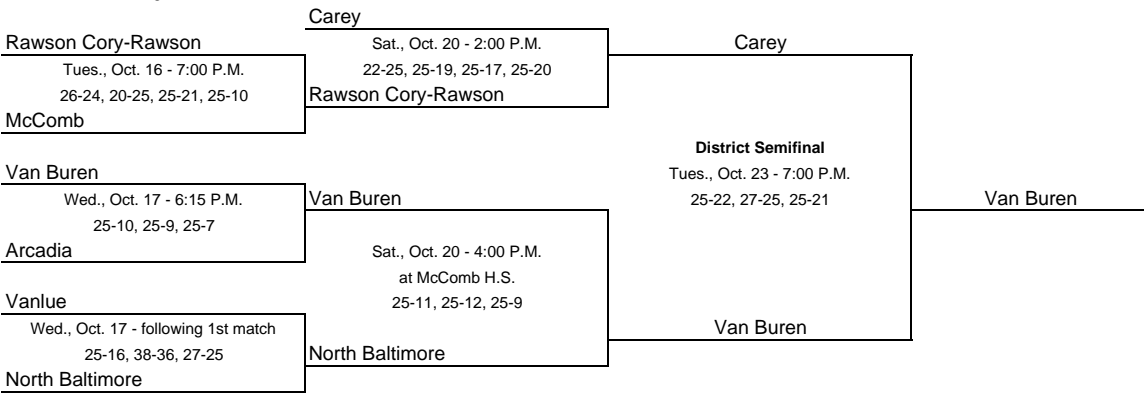 Carey
Rawson Cory-Rawson
Sat., Oct. 20 - 2:00 P.M.
Carey
Tues., Oct. 16 - 7:00 P.M.
22-25, 25-19, 25-17, 25-20
26-24, 20-25, 25-21, 25-10
Rawson Cory-Rawson
McComb
District Semifinal
Van Buren
Tues., Oct. 23 - 7:00 P.M.
Wed., Oct. 17 - 6:15 P.M.
Van Buren
25-22, 27-25, 25-21
Van Buren
25-10, 25-9, 25-7
Arcadia
Sat., Oct. 20 - 4:00 P.M.
at McComb H.S.
Vanlue
25-11, 25-12, 25-9
Wed., Oct. 17 - following 1st match
Van Buren
25-16, 38-36, 27-25
North Baltimore
North Baltimore